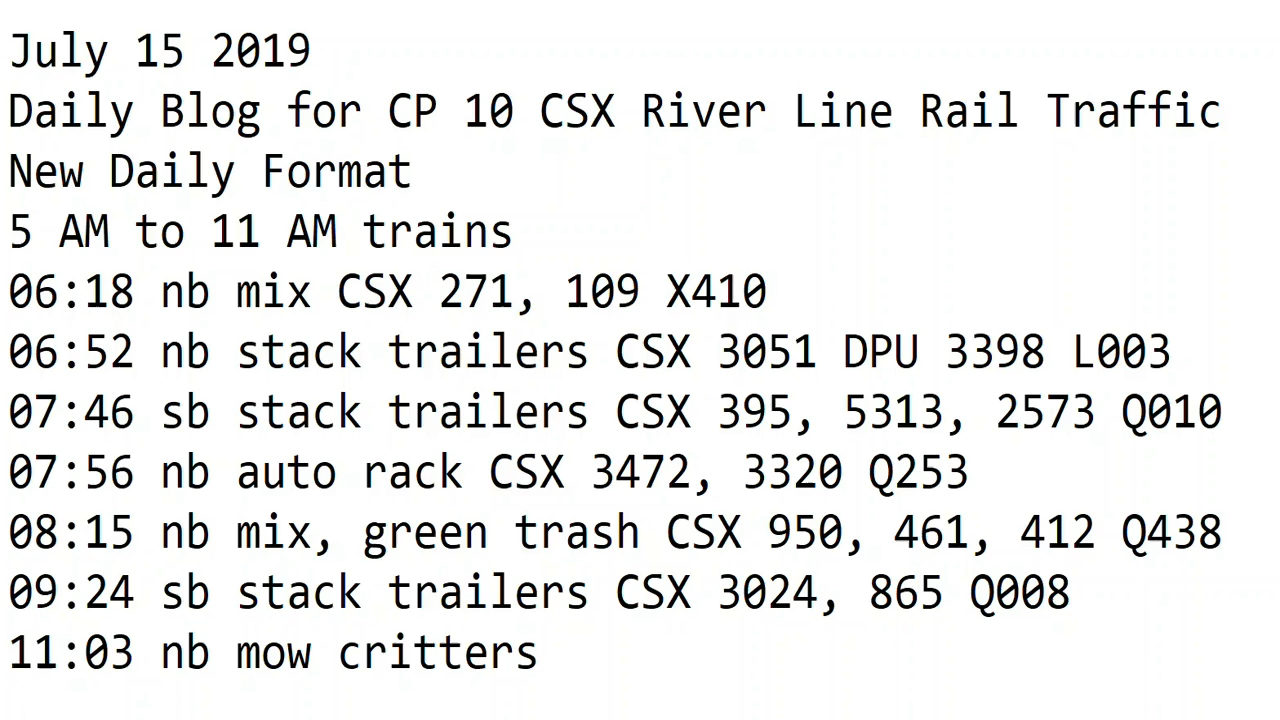 July 15 2019
Daily Blog for CP 10 CSX River Line Rail Traffic
New Daily Format
5 AM to 11 AM trains
06:18 nb mix CSX 271, 109 X410
06:52 nb stack trailers CSX 3051 DPU 3398 L003
07:46 sb stack trailers CSX 395, 5313, 2573 Q010
07:56 nb auto rack CSX 3472, 3320 Q253
08:15 nb mix, green trash CSX 950, 461, 412 Q438
09:24 sb stack trailers CSX 3024, 865 Q008
11:03 nb mow critters